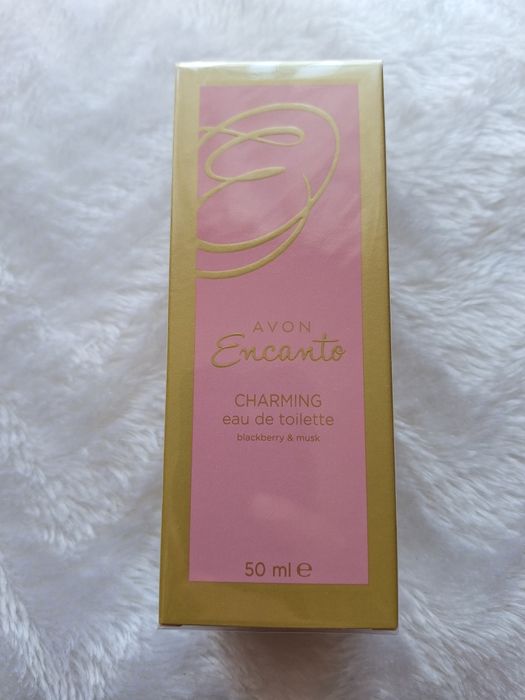 AVON
Encanto
CHARMING
eau de toilette
blackberry & musk
50 ml ℮